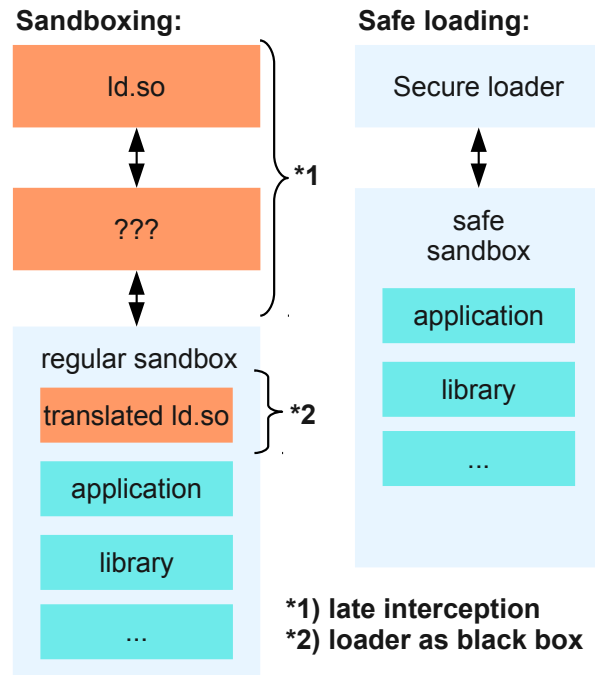 Sandboxing:
ld.so
???
*1
regular sandbox
translated ld.so
*2
application
library
...
Safe loading:
Secure loader
safe
sandbox
application
library
...
*1) late interception
*2) loader as black box